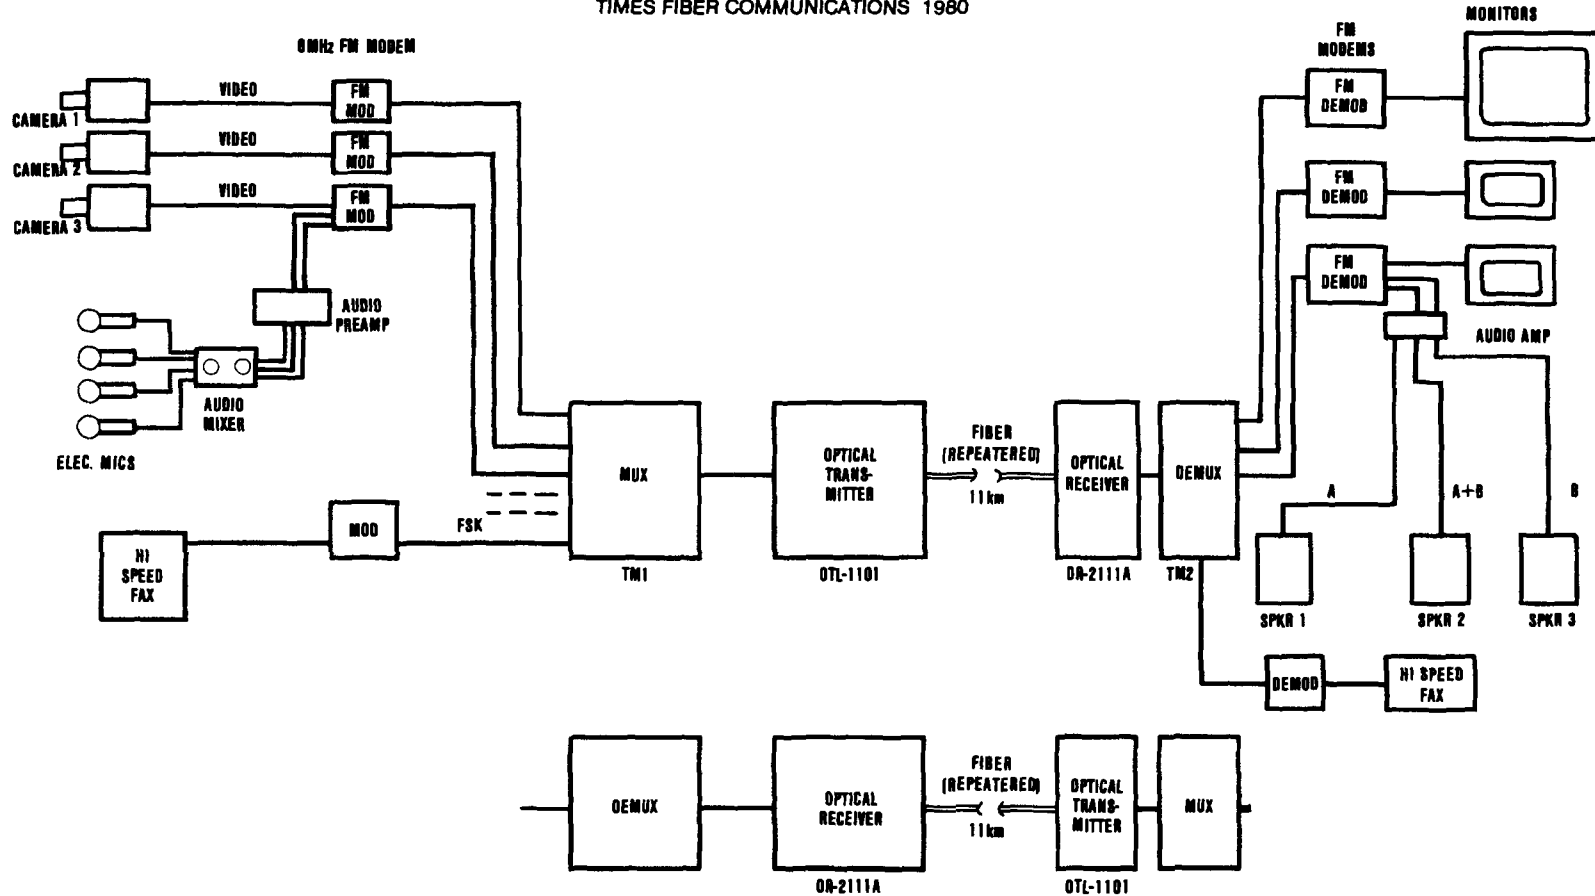 TIMES FIBER COMMUNICATIONS 1980
6MHz FM MODEM
CAMERA 1
VIDEO
FM
MOD
CAMERA 2
VIDEO
FM
MOD
CAMERA 3
VIDEO
FM
MOD
AUDIO
PREAMP
AUDIO
MIXER
ELEC. MICS
HI
SPEED
FAX
MOD
FSK
MUX
TM1
OPTICAL
TRANS-
MITTER
OTL-1101
FIBER
(REPEATERED)
11km
OPTICAL
RECEIVER
OR-2111A
DEMUX
TM2
FM
MODEMS
MONITORS
FM
DEMOD
FM
DEMOD
FM
DEMOD
AUDIO AMP
A
A+B
B
SPKR 1
SPKR 2
SPKR 3
DEMOD
HI SPEED
FAX
DEMUX
OPTICAL
RECEIVER
OR-2111A
FIBER
(REPEATERED)
11km
OPTICAL
TRANS-
MITTER
OTL-1101
MUX